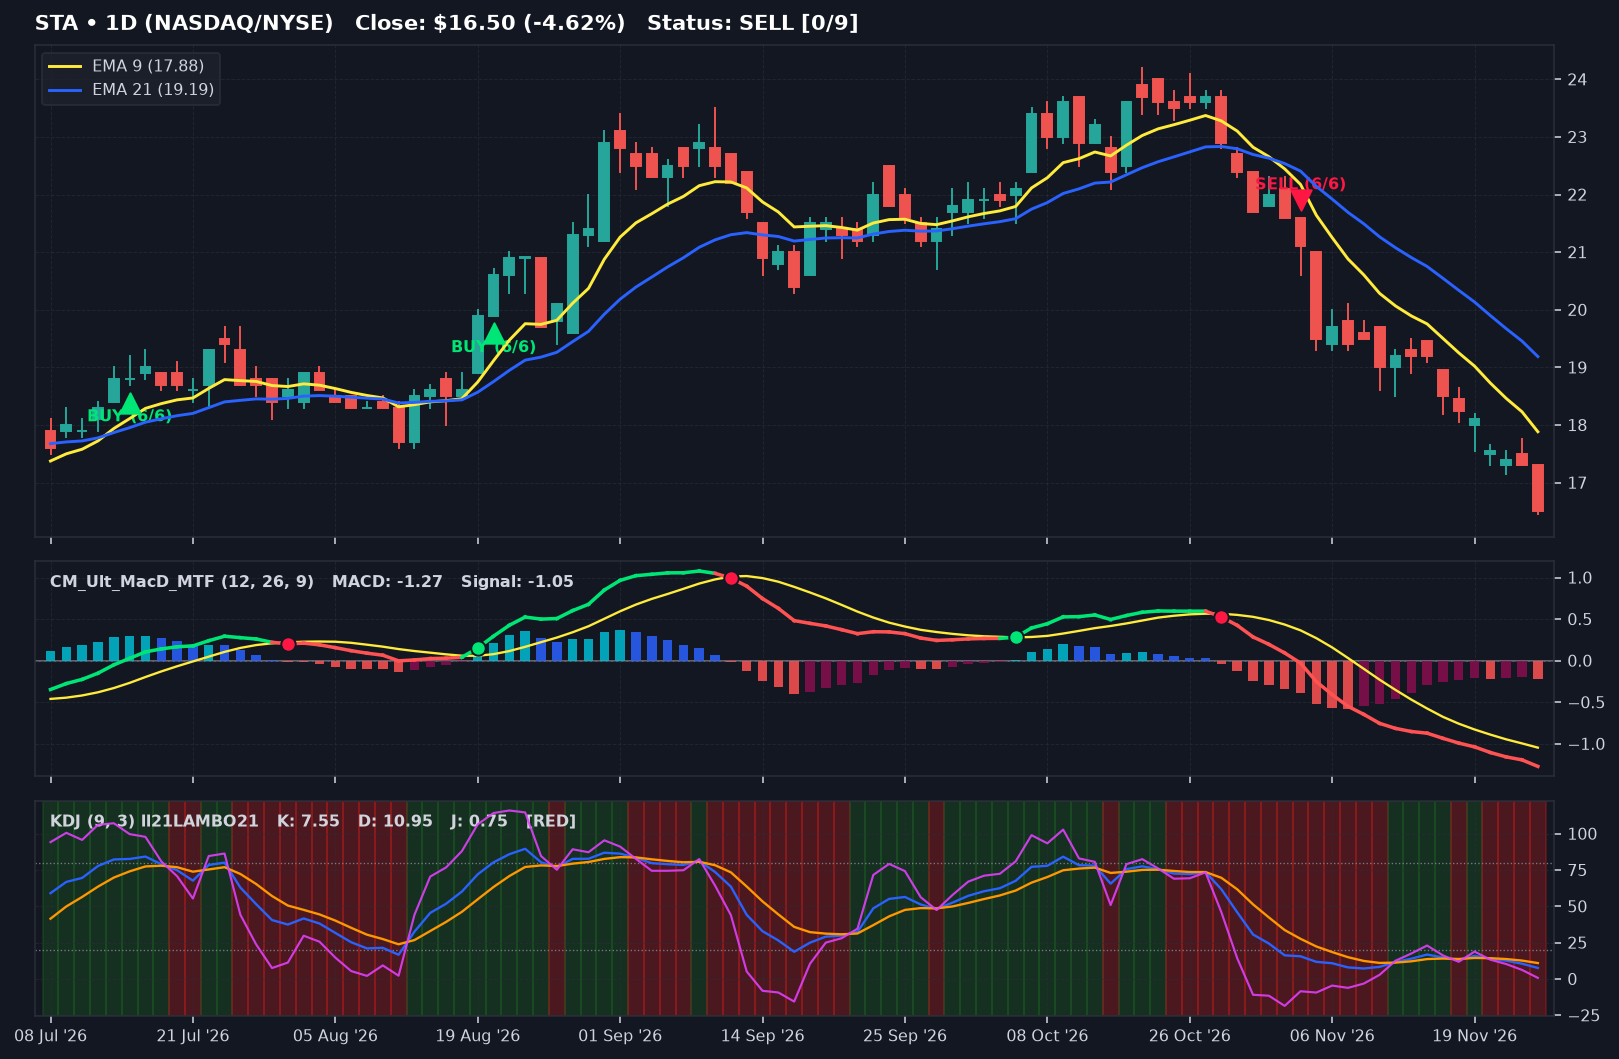 STA • 1D (NASDAQ/NYSE) Close: $16.50 (-4.62%) Status: SELL [0/9]
EMA 9 (17.88)
EMA 21 (19.19)
24
23
22
21
20
19
18
17
SELL (6/6)
BUY (6/6)
BUY (6/6)
CM_Ult_MacD_MTF (12, 26, 9) MACD: -1.27 Signal: -1.05
1.0
0.5
0.0
−0.5
−1.0
KDJ (9, 3) ll21LAMBO21 K: 7.55 D: 10.95 J: 0.75 [RED]
100
75
50
25
0
−25
08 Jul '26
21 Jul '26
05 Aug '26
19 Aug '26
01 Sep '26
14 Sep '26
25 Sep '26
08 Oct '26
26 Oct '26
06 Nov '26
19 Nov '26